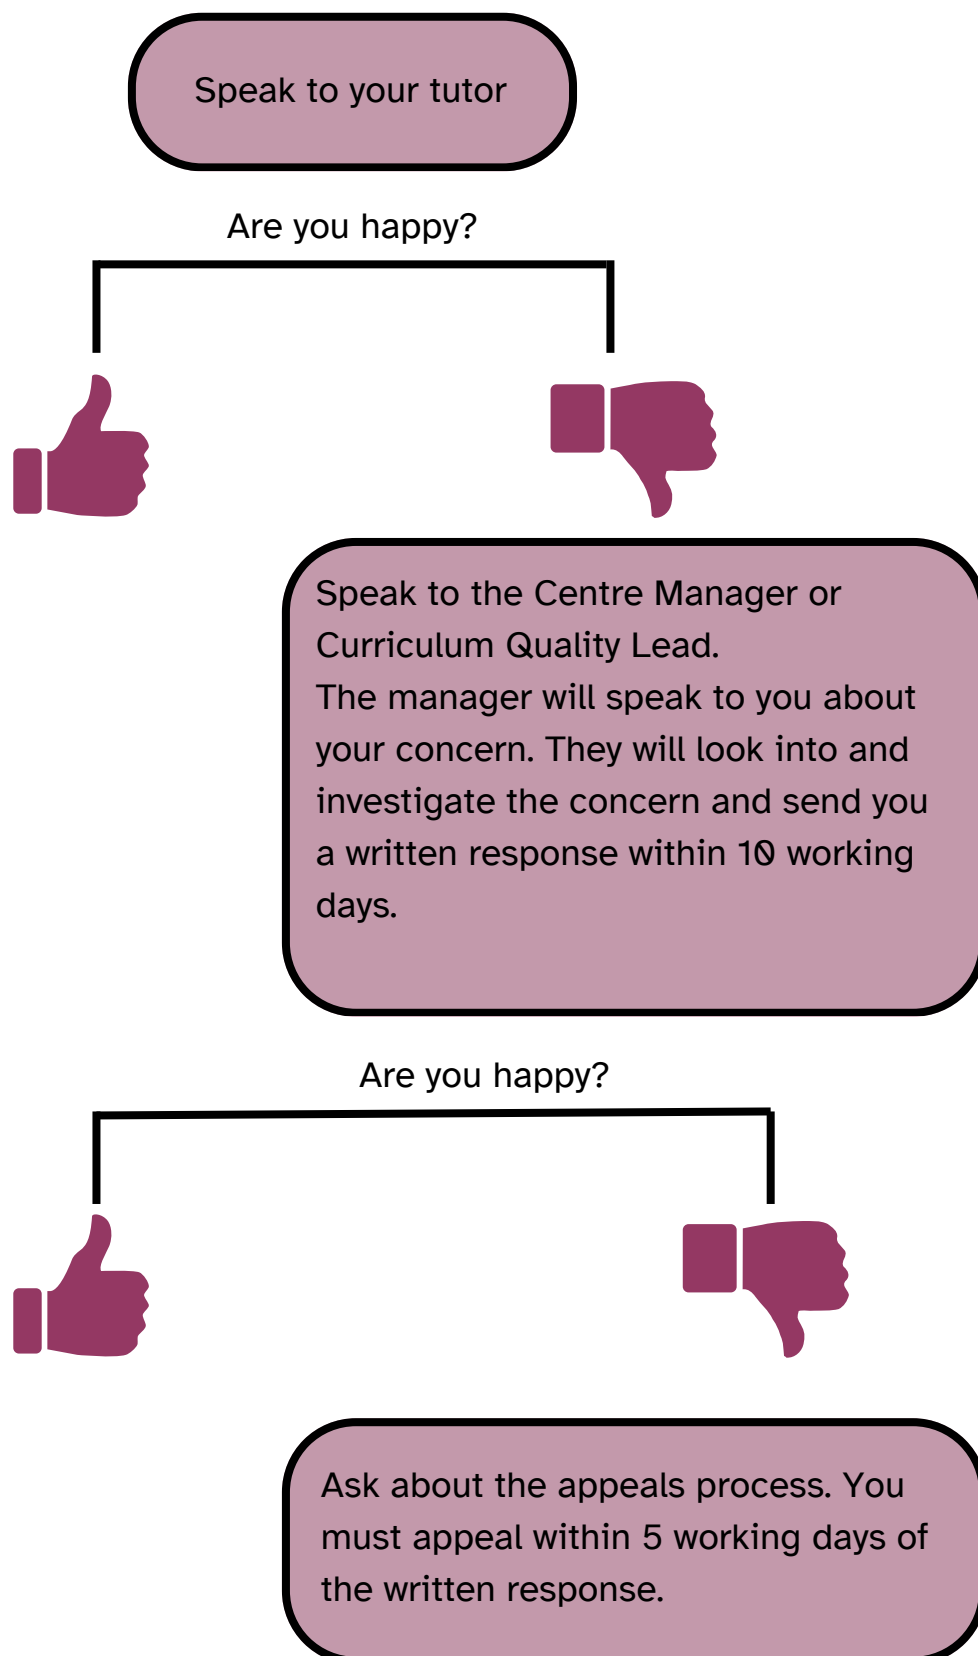 Speak to your tutor
Are you happy?
Speak to the Centre Manager or
Curriculum Quality Lead.
The manager will speak to you about
your concern. They will look into and
investigate the concern and send you
a written response within 10 working
days.
Are you happy?
Ask about the appeals process. You
must appeal within 5 working days of
the written response.